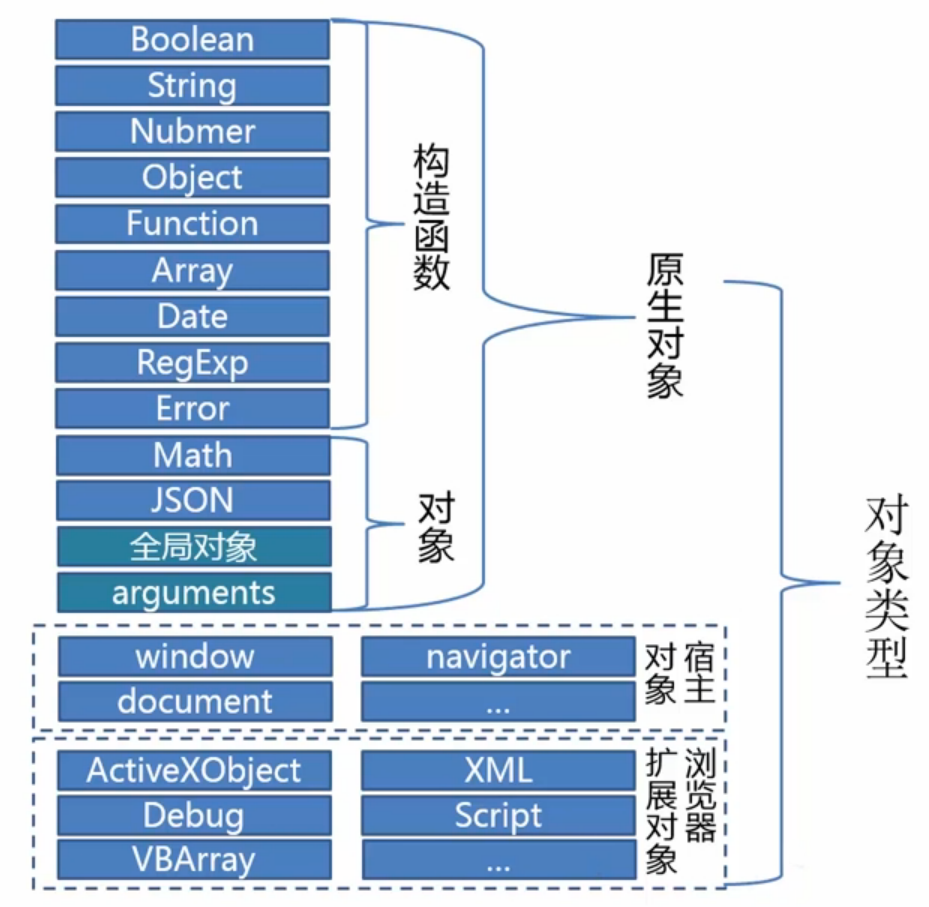 Boolean
String
Nubmer
Object
Function
Array
Date
RegExp
Error
构造函数
Math
JSON
全局对象
arguments
对象
原生对象
window
navigator
document
...
宿主对象
ActiveXObject
XML
Debug
Script
VBArray
...
浏览器扩展对象
对象类型